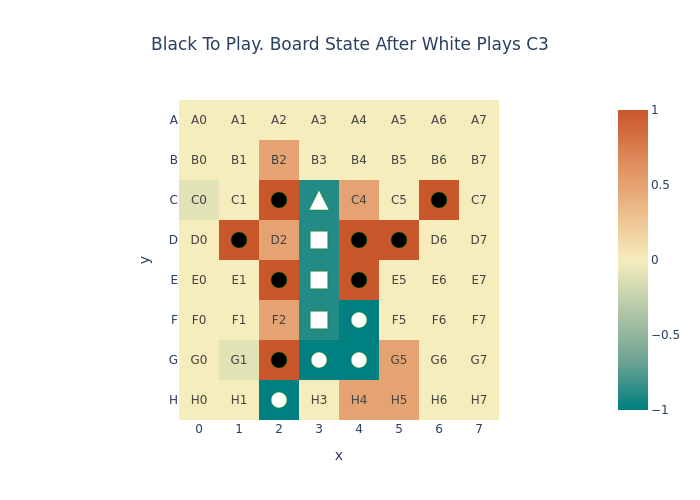 Black To Play. Board State After White Plays C3
A A0 A1 A2 A3 A4 A5 A6 A7
B B0 B1 B2 B3 B4 B5 B6 B7
C C0 C1 C4 C5 C7
D D0 D2 D6 D7
E E0 E1 E5 E6 E7
F F0 F1 F2 F5 F6 F7
G G0 G1 G5 G6 G7
H H0 H1 H3 H4 H5 H6 H7
0 1 2 3 4 5 6 7
x
y
1
0.5
0
−0.5
−1